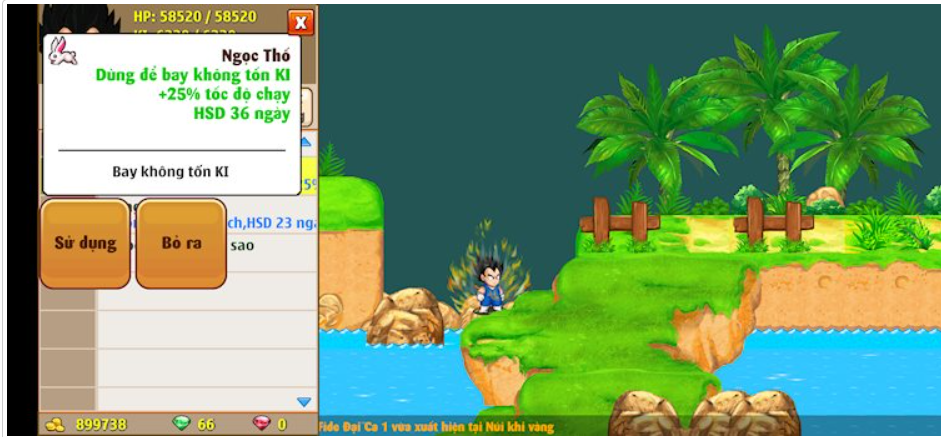 HP: 58520 / 58520
X
Ngọc Thố
Dùng để bay không tốn KI
+25% tốc độ chạy
HSD 36 ngày
Bay không tốn KI
ch,HSD 23 ng.
Sử dụng
Bỏ ra
sao
899738
66
0
Fide Đại Ca 1 vừa xuất hiện tại Núi khỉ vàng